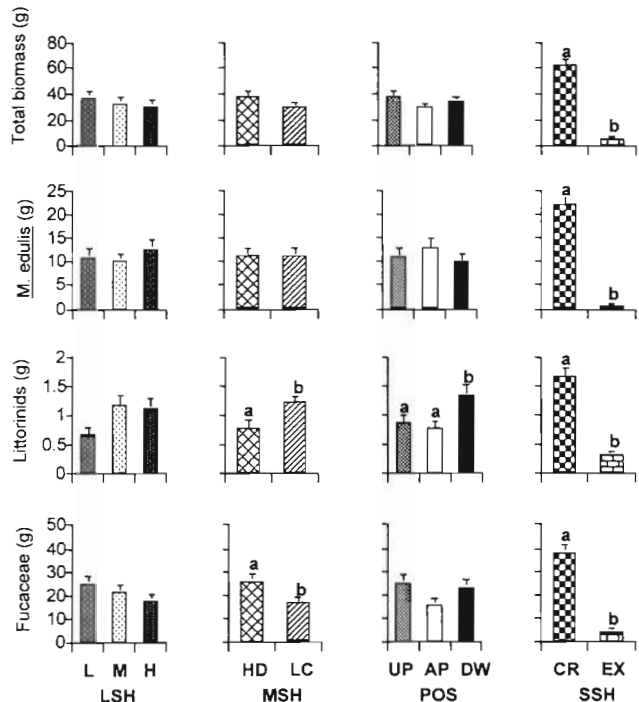 Total biomass (g)
80
60
40
20
0
a
b
M. edulis (g)
25
20
15
10
5
0
a
b
Littorinids (g)
2
1.5
1
0.5
0
a
b
a
a
b
a
b
Fucaceae (g)
50
40
30
20
10
0
a
b
a
b
L M H
HD LC
UP AP DW
CR EX
LSH
MSH
POS
SSH